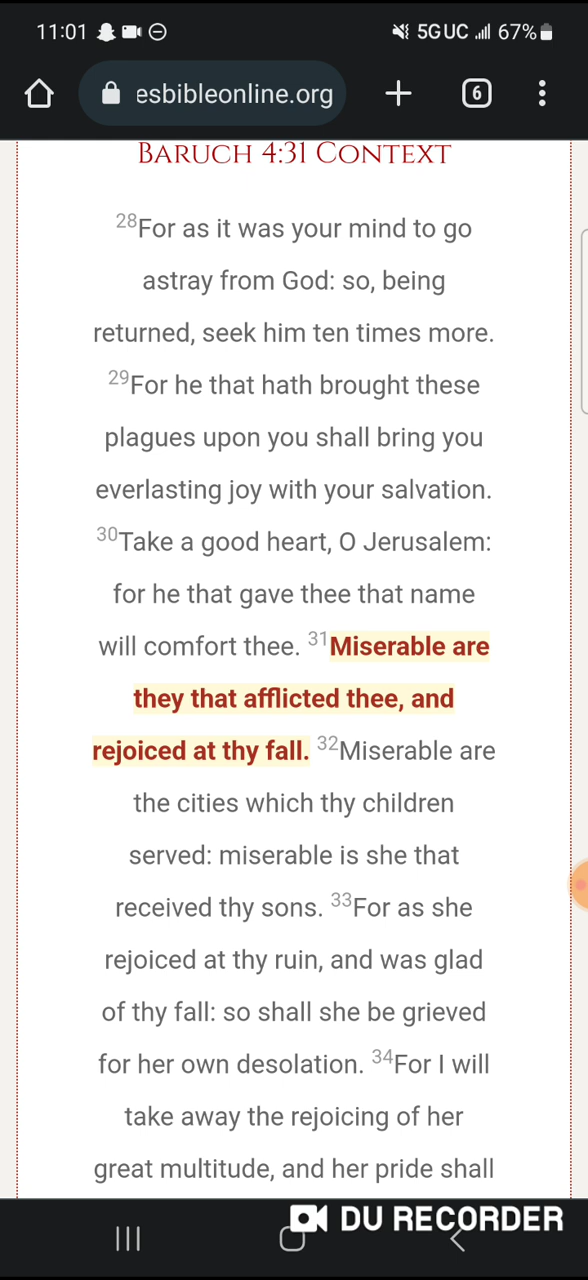 11:01 5G UC 67%
esbibleonline.org 6
BARUCH 4:31 CONTEXT
28For as it was your mind to go
astray from God: so, being
returned, seek him ten times more.
29For he that hath brought these
plagues upon you shall bring you
everlasting joy with your salvation.
30Take a good heart, O Jerusalem:
for he that gave thee that name
will comfort thee. 31Miserable are
they that afflicted thee, and
rejoiced at thy fall. 32Miserable are
the cities which thy children
served: miserable is she that
received thy sons. 33For as she
rejoiced at thy ruin, and was glad
of thy fall: so shall she be grieved
for her own desolation. 34For I will
take away the rejoicing of her
great multitude, and her pride shall
DU RECORDER